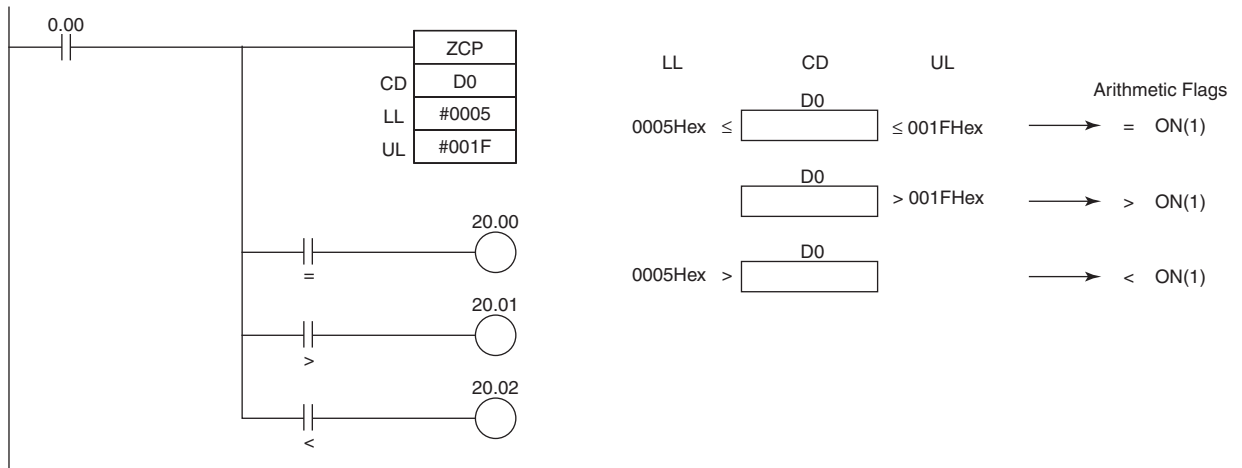 0.00
ZCP
CD D0
LL #0005
UL #001F
20.00
=
20.01
>
20.02
<
LL CD UL
Arithmetic Flags
D0
0005Hex ≤ ≤ 001FHex = ON(1)
D0
> 001FHex > ON(1)
D0
0005Hex > < ON(1)